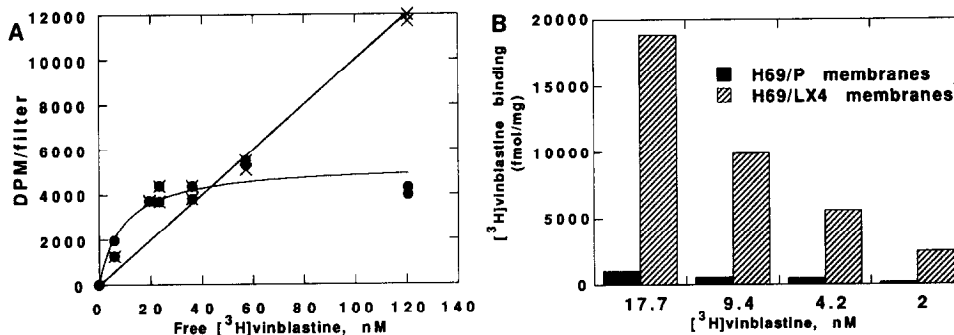 A
DPM/filter
12000
10000
8000
6000
4000
2000
0
0 20 40 60 80 100 120 140
Free [3H]vinblastine, nM
B
[3H]vinblastine binding
(fmol/mg)
20000
15000
10000
5000
0
H69/P membranes
H69/LX4 membranes
17.7 9.4 4.2 2
[3H]vinblastine, nM